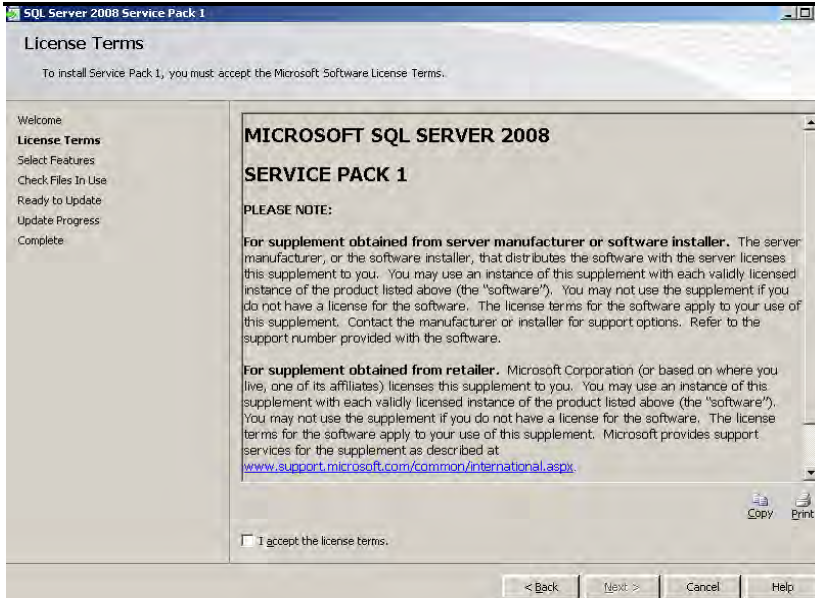 SQL Server 2008 Service Pack 1
License Terms
To install Service Pack 1, you must accept the Microsoft Software License Terms.
Welcome
License Terms
Select Features
Check Files In Use
Ready to Update
Update Progress
Complete
MICROSOFT SQL SERVER 2008
SERVICE PACK 1
PLEASE NOTE:
For supplement obtained from server manufacturer or software installer. The server
manufacturer, or the software installer, that distributes the software with the server licenses
this supplement to you. You may use an instance of this supplement with each validly licensed
instance of the product listed above (the "software"). You may not use the supplement if you
do not have a license for the software. The license terms for the software apply to your use of
this supplement. Contact the manufacturer or installer for support options. Refer to the
support number provided with the software.
For supplement obtained from retailer. Microsoft Corporation (or based on where you
live, one of its affiliates) licenses this supplement to you. You may use an instance of this
supplement with each validly licensed instance of the product listed above (the "software").
You may not use the supplement if you do not have a license for the software. The license
terms for the software apply to your use of this supplement. Microsoft provides support
services for the supplement as described at
www.support.microsoft.com/common/international.aspx.
Copy Print
I accept the license terms.
< Back Next > Cancel Help